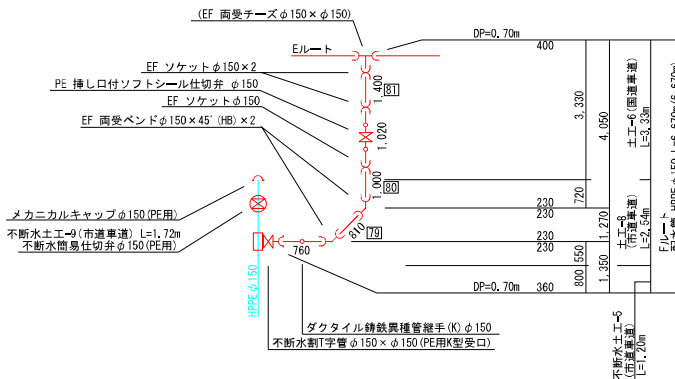 (EF 両受チーズφ150×φ150)
DP=0.70m
400
Eルート
EF ソケットφ150×2
PE 挿し口付ソフトシール仕切弁 φ150
EF ソケットφ150
EF 両受ベンドφ150×45°(HB)×2
1,400
81
1,020
1,000
80
3,330
4,050
土工-6(国道車道)
L=3.33m
720
230
230
メカニカルキャップφ150(PE用)
不断水土工-9(市道車道) L=1.72m
不断水簡易仕切弁φ150(PE用)
810
79
760
230
230
1,270
土工-8
(市道車道)
L=2.54m
Fルート
550
800
1,350
HPPEφ150
DP=0.70m
360
ダクタイル鋳鉄異種管継手(K)φ150
不断水割T字管φ150×φ150(PE用K型受口)
不断水土工-5
(市道車道)
L=1.20m